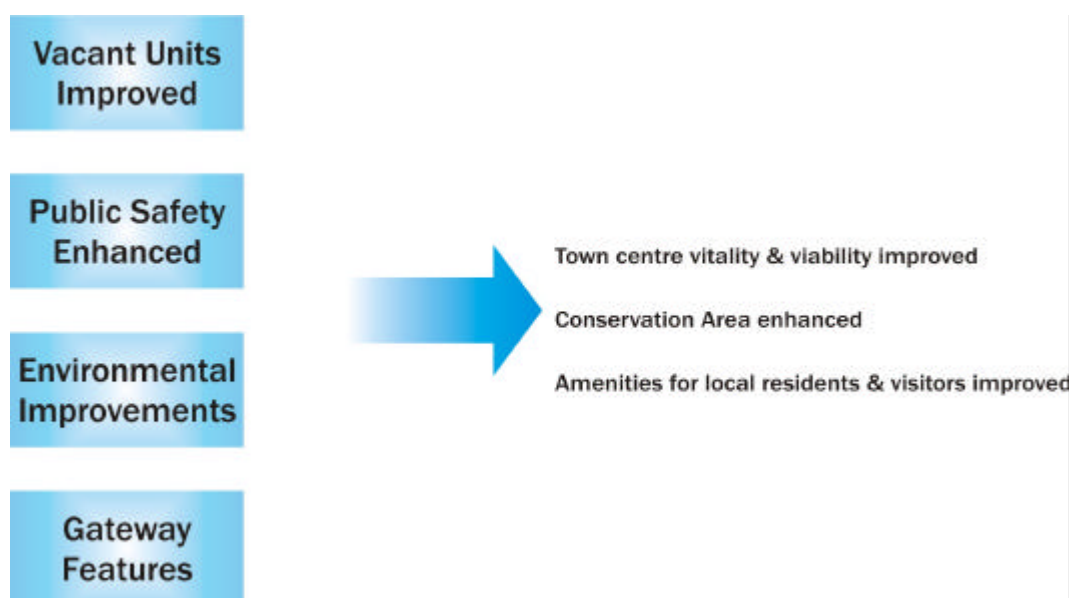 Vacant Units
Improved
Public Safety
Enhanced
Environmental
Improvements
Gateway
Features
Town centre vitality & viability improved
Conservation Area enhanced
Amenities for local residents & visitors improved